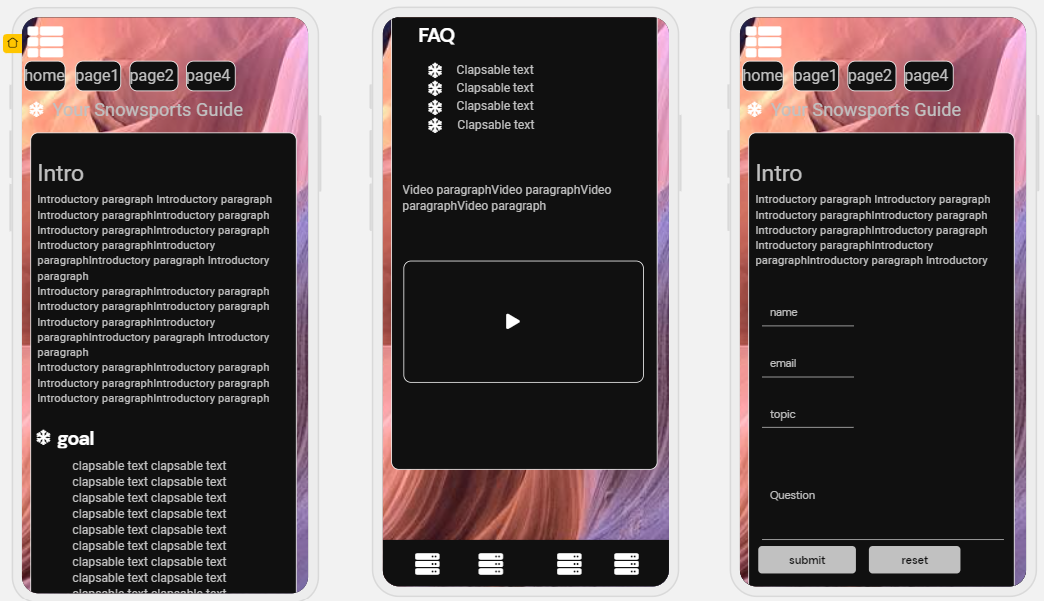 home page1 page2 page4
Your Snowsports Guide
Intro
Introductory paragraph Introductory paragraph
Introductory paragraphIntroductory paragraph
Introductory paragraphIntroductory paragraph
Introductory paragraphIntroductory
paragraphIntroductory paragraph Introductory
paragraph
Introductory paragraphIntroductory paragraph
Introductory paragraphIntroductory paragraph
Introductory paragraphIntroductory
paragraphIntroductory paragraph Introductory
paragraph
Introductory paragraphIntroductory paragraph
Introductory paragraphIntroductory paragraph
Introductory paragraphIntroductory paragraph
goal
clapsable text clapsable text
clapsable text clapsable text
clapsable text clapsable text
clapsable text clapsable text
clapsable text clapsable text
clapsable text clapsable text
clapsable text clapsable text
clapsable text clapsable text
clapsable text clapsable text
FAQ
Clapsable text
Clapsable text
Clapsable text
Clapsable text
Video paragraphVideo paragraphVideo
paragraphVideo paragraph
home page1 page2 page4
Your Snowsports Guide
Intro
Introductory paragraph Introductory paragraph
Introductory paragraphIntroductory paragraph
Introductory paragraphIntroductory paragraph
Introductory paragraphIntroductory
paragraphIntroductory paragraph Introductory
name
email
topic
Question
submit reset